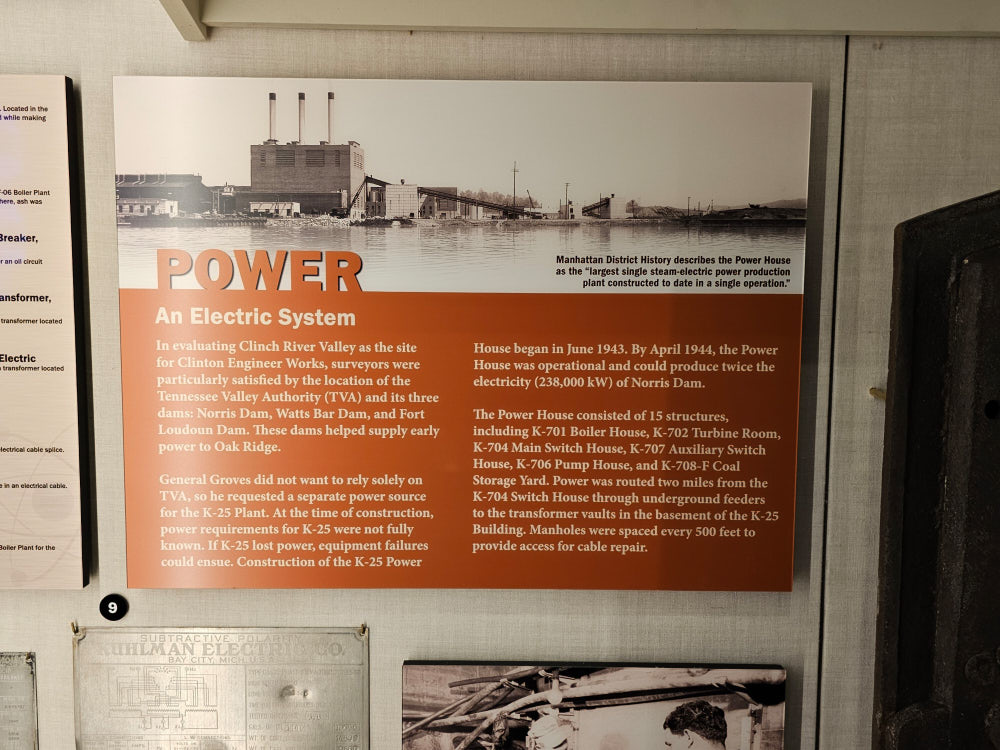 . Located in the
d while making
F-06 Boiler Plant
here, ash was
Breaker,
r an oil circuit
ansformer,
transformer located
Electric
a transformer located
electrical cable splice.
e in an electrical cable.
Boiler Plant for the
Manhattan District History describes the Power House
as the “largest single steam-electric power production
plant constructed to date in a single operation.”
POWER
An Electric System
In evaluating Clinch River Valley as the site
for Clinton Engineer Works, surveyors were
particularly satisfied by the location of the
Tennessee Valley Authority (TVA) and its three
dams: Norris Dam, Watts Bar Dam, and Fort
Loudoun Dam. These dams helped supply early
power to Oak Ridge.
General Groves did not want to rely solely on
TVA, so he requested a separate power source
for the K-25 Plant. At the time of construction,
power requirements for K-25 were not fully
known. If K-25 lost power, equipment failures
could ensue. Construction of the K-25 Power
House began in June 1943. By April 1944, the Power
House was operational and could produce twice the
electricity (238,000 kW) of Norris Dam.
The Power House consisted of 15 structures,
including K-701 Boiler House, K-702 Turbine Room,
K-704 Main Switch House, K-707 Auxiliary Switch
House, K-706 Pump House, and K-708-F Coal
Storage Yard. Power was routed two miles from the
K-704 Switch House through underground feeders
to the transformer vaults in the basement of the K-25
Building. Manholes were spaced every 500 feet to
provide access for cable repair.
9
SUBTRACTIVE POLARITY
KUHLMAN ELECTRIC CO.
BAY CITY, MICH. U.S.A.